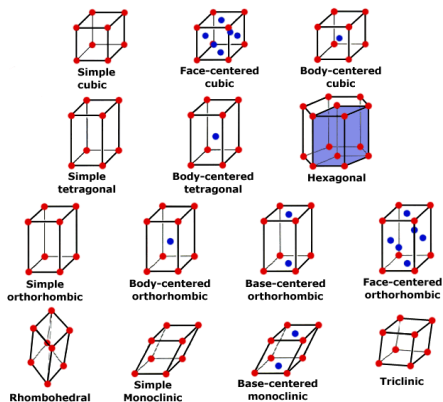 Simple
cubic
Face-centered
cubic
Body-centered
cubic
Simple
tetragonal
Body-centered
tetragonal
Hexagonal
Simple
orthorhombic
Body-centered
orthorhombic
Base-centered
orthorhombic
Face-centered
orthorhombic
Rhombohedral
Simple
Monoclinic
Base-centered
monoclinic
Triclinic